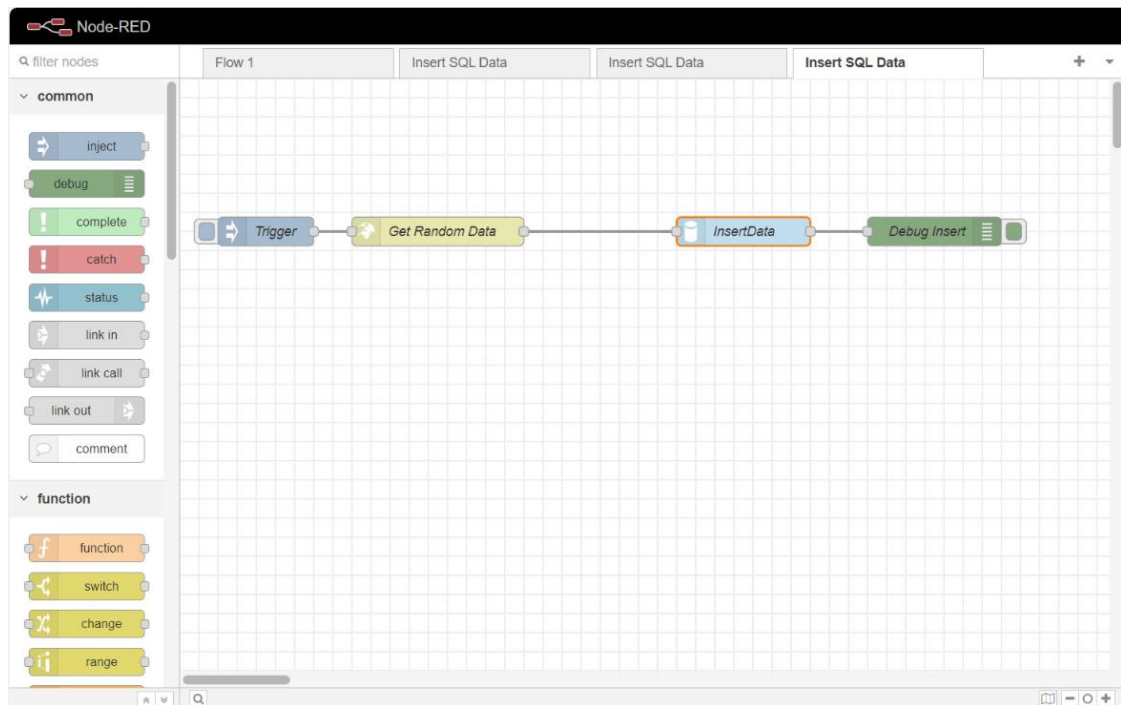 Node-RED
filter nodes
Flow 1
Insert SQL Data
Insert SQL Data
Insert SQL Data
common
inject
debug
complete
catch
status
link in
link call
link out
comment
function
function
switch
change
range
Trigger
Get Random Data
InsertData
Debug Insert